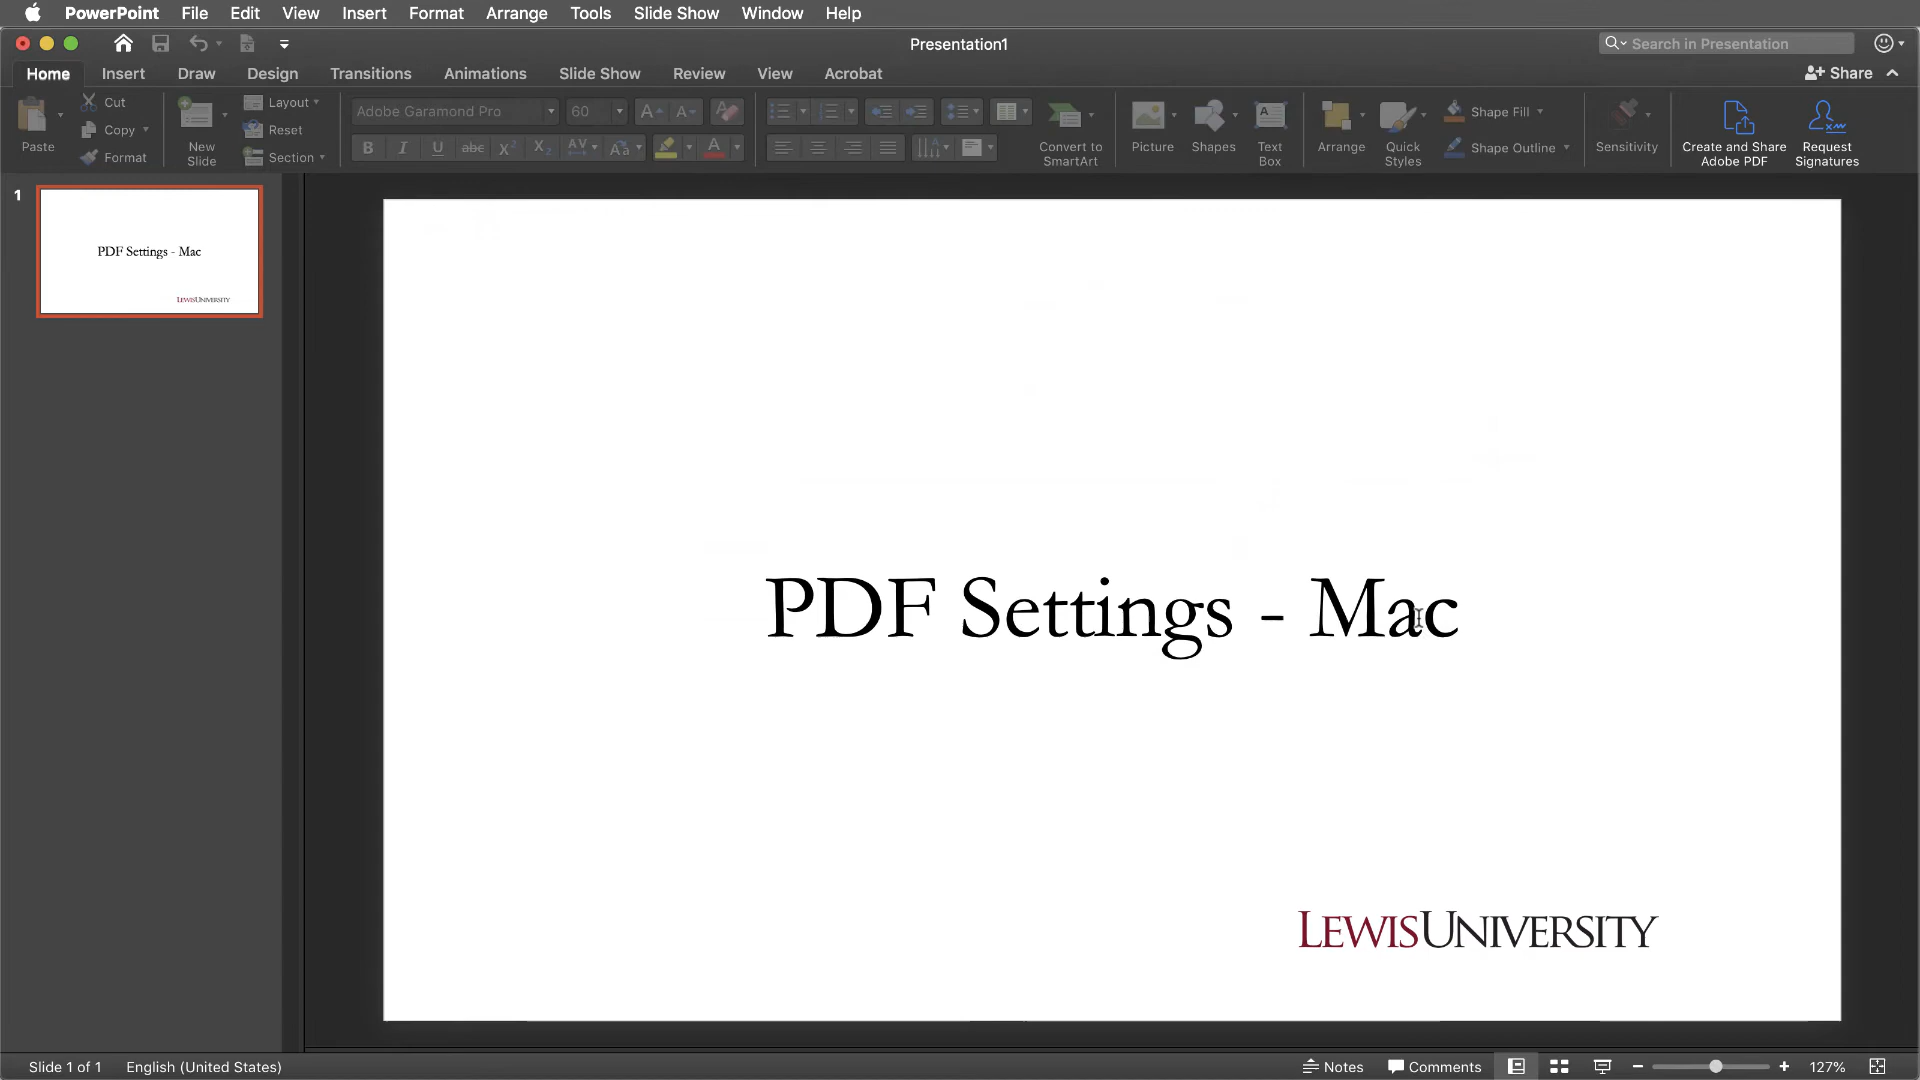 PowerPoint File Edit View Insert Format Arrange Tools Slide Show Window Help
Presentation1
Search in Presentation
Home Insert Draw Design Transitions Animations Slide Show Review View Acrobat
Share
Paste
Cut
Copy
Format
New
Slide
Layout
Reset
Section
Adobe Garamond Pro 60
Convert to
SmartArt
Picture
Shapes
Text
Box
Arrange
Quick
Styles
Shape Fill
Shape Outline
Sensitivity
Create and Share
Adobe PDF
Request
Signatures
1
PDF Settings - Mac
LEWISUNIVERSITY
PDF Settings - Mac
LEWISUNIVERSITY
Slide 1 of 1 English (United States)
Notes Comments 127%